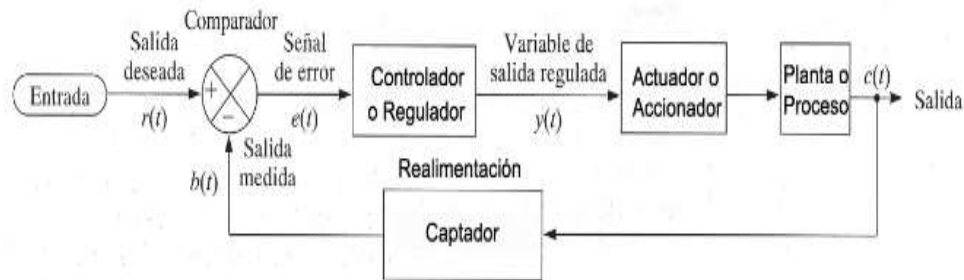 Comparador
Salida
deseada
Señal
de error
Variable de
salida regulada
Entrada
r(t)
+
−
e(t)
Controlador
o Regulador
y(t)
Actuador o
Accionador
Planta o
Proceso
c(t)
Salida
b(t)
Salida
medida
Realimentación
Captador